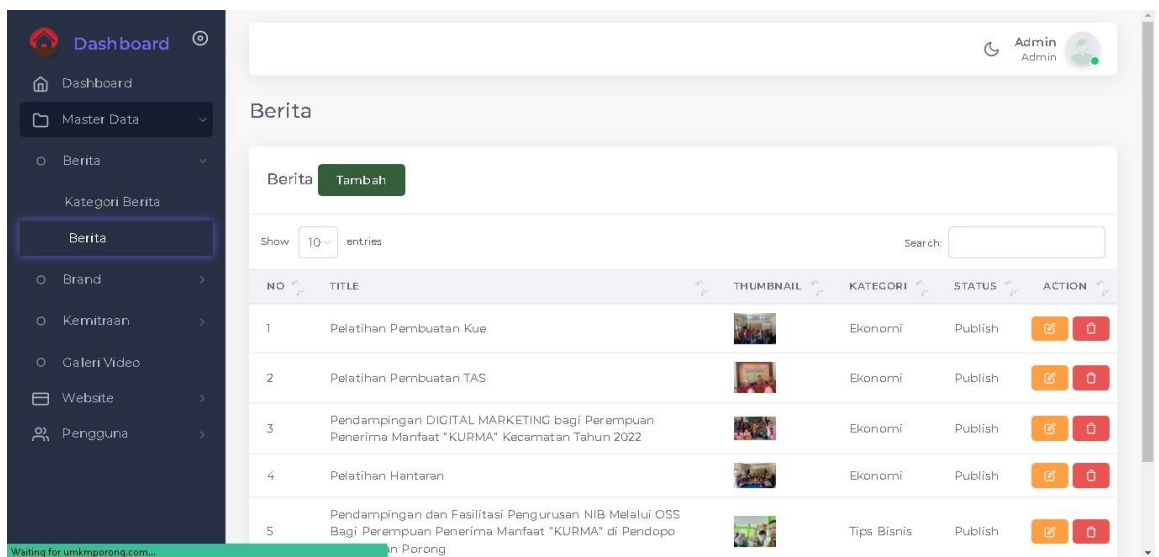 Dashboard
Admin
Admin
Dashboard
Master Data
Berita
Berita
Kategori Berita
Berita
Brand
Kemitraan
Galeri Video
Website
Pengguna
Berita Tambah
Show 10 entries Search:
NO TITLE THUMBNAIL KATEGORI STATUS ACTION
1 Pelatihan Pembuatan Kue Ekonomi Publish
2 Pelatihan Pembuatan TAS Ekonomi Publish
3 Pendampingan DIGITAL MARKETING bagi Perempuan
Penerima Manfaat "KURMA" Kecamatan Tahun 2022 Ekonomi Publish
4 Pelatihan Hantaran Ekonomi Publish
5 Pendampingan dan Fasilitasi Pengurusan NIB Melalui OSS
Bagi Perempuan Penerima Manfaat "KURMA" di Pendopo Tips Bisnis Publish
Porong
Waiting for umkmporong.com...